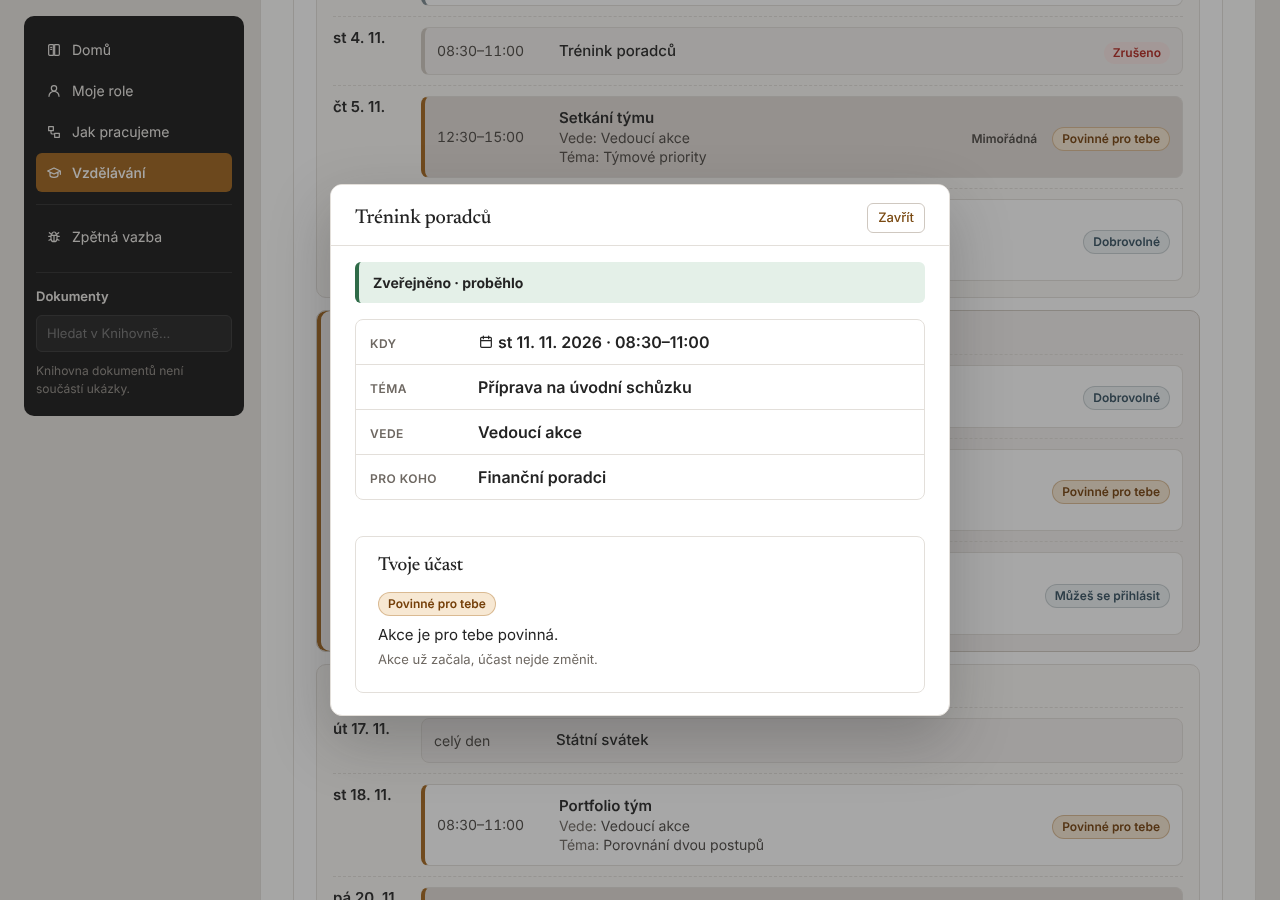 Domů
Moje role
Jak pracujeme
Vzdělávání
Zpětná vazba
Dokumenty
Hledat v Knihovně...
Knihovna dokumentů není
součástí ukázky.
st 4. 11.
08:30–11:00
Trénink poradců
Zrušeno
čt 5. 11.
12:30–15:00
Setkání týmu
Vede: Vedoucí akce
Téma: Týmové priority
Mimořádná
Povinné pro tebe
Dobrovolné
Dobrovolné
Povinné pro tebe
Můžeš se přihlásit
Trénink poradců
Zavřít
Zveřejněno · proběhlo
KDY
st 11. 11. 2026 · 08:30–11:00
TÉMA
Příprava na úvodní schůzku
VEDE
Vedoucí akce
PRO KOHO
Finanční poradci
Tvoje účast
Povinné pro tebe
Akce je pro tebe povinná.
Akce už začala, účast nejde změnit.
út 17. 11.
celý den
Státní svátek
st 18. 11.
08:30–11:00
Portfolio tým
Vede: Vedoucí akce
Téma: Porovnání dvou postupů
Povinné pro tebe
pá 20. 11.